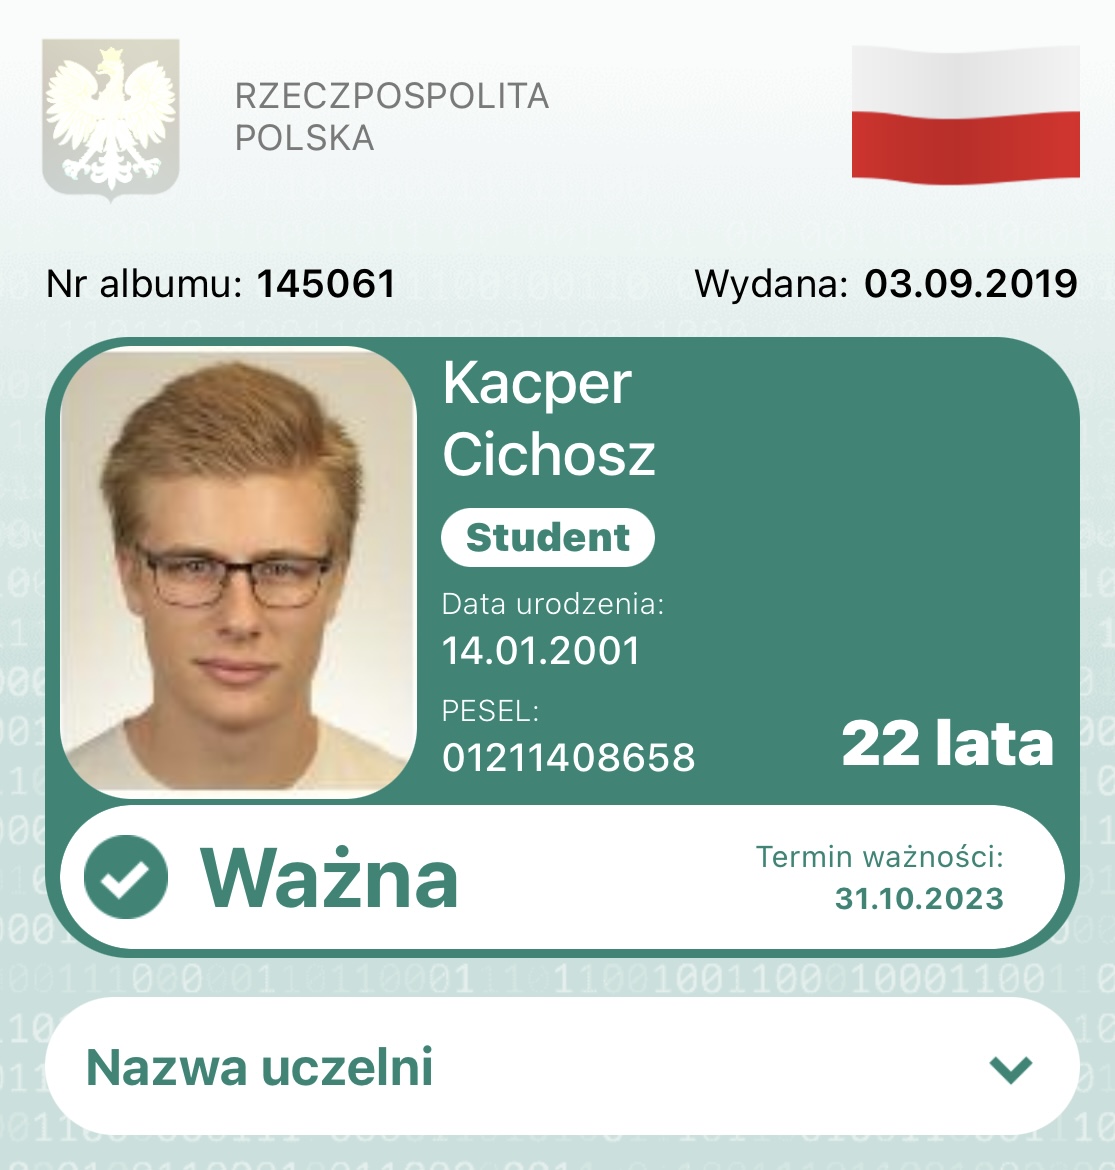 RZECZPOSPOLITA
POLSKA
Nr albumu: 145061
Wydana: 03.09.2019
Kacper
Cichosz
Student
Data urodzenia:
14.01.2001
PESEL:
01211408658
22 lata
Ważna
Termin ważności:
31.10.2023
Nazwa uczelni